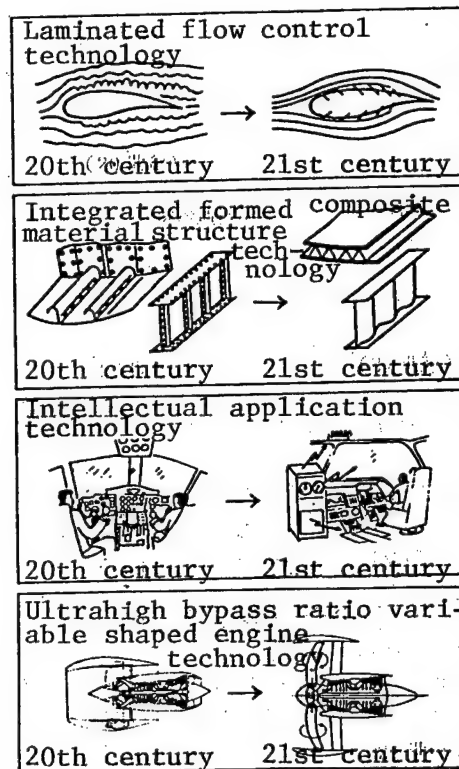 Laminated flow control
technology
20th century 21st century
Integrated formed composite
material structure
tech-
nology
20th century 21st century
Intellectual application
technology
20th century 21st century
Ultrahigh bypass ratio vari-
able shaped engine
technology
20th century 21st century